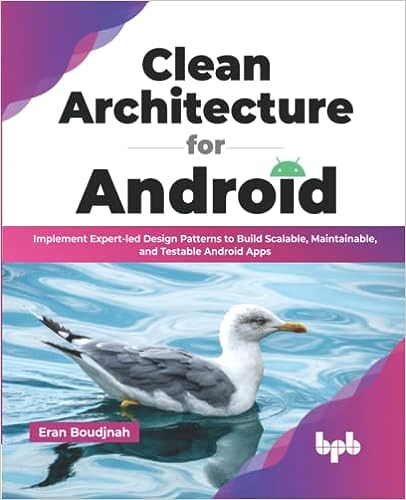 Clean
Architecture
for
Android
Implement Expert-led Design Patterns to Build Scalable, Maintainable,
and Testable Android Apps
Eran Boudjnah
bpb